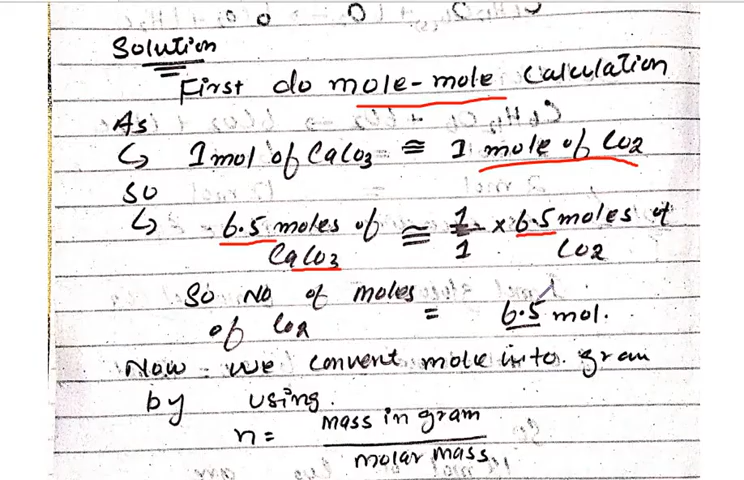 Solution
First do mole-mole Calculation
As
↳ 1 mol of CaCO3 ≅ 1 mole of CO2
so
↳ 6.5 moles of CaCO3 ≅ 1/1 × 6.5 moles of CO2
So No of moles of CO2 = 6.5 mol.
Now we convent mole into gram
by using.
n = mass in gram / molar mass